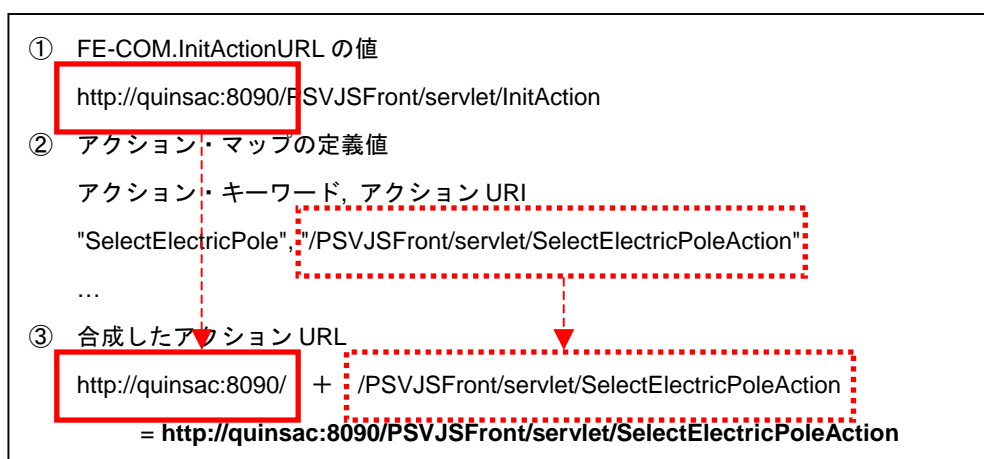 ① FE-COM.InitActionURL の値
http://quinsac:8090/PSVJSFront/servlet/InitAction
② アクション・マップの定義値
アクション・キーワード, アクション URI
"SelectElectricPole", "/PSVJSFront/servlet/SelectElectricPoleAction"
…
③ 合成したアクション URL
http://quinsac:8090/ ＋ /PSVJSFront/servlet/SelectElectricPoleAction
= http://quinsac:8090/PSVJSFront/servlet/SelectElectricPoleAction